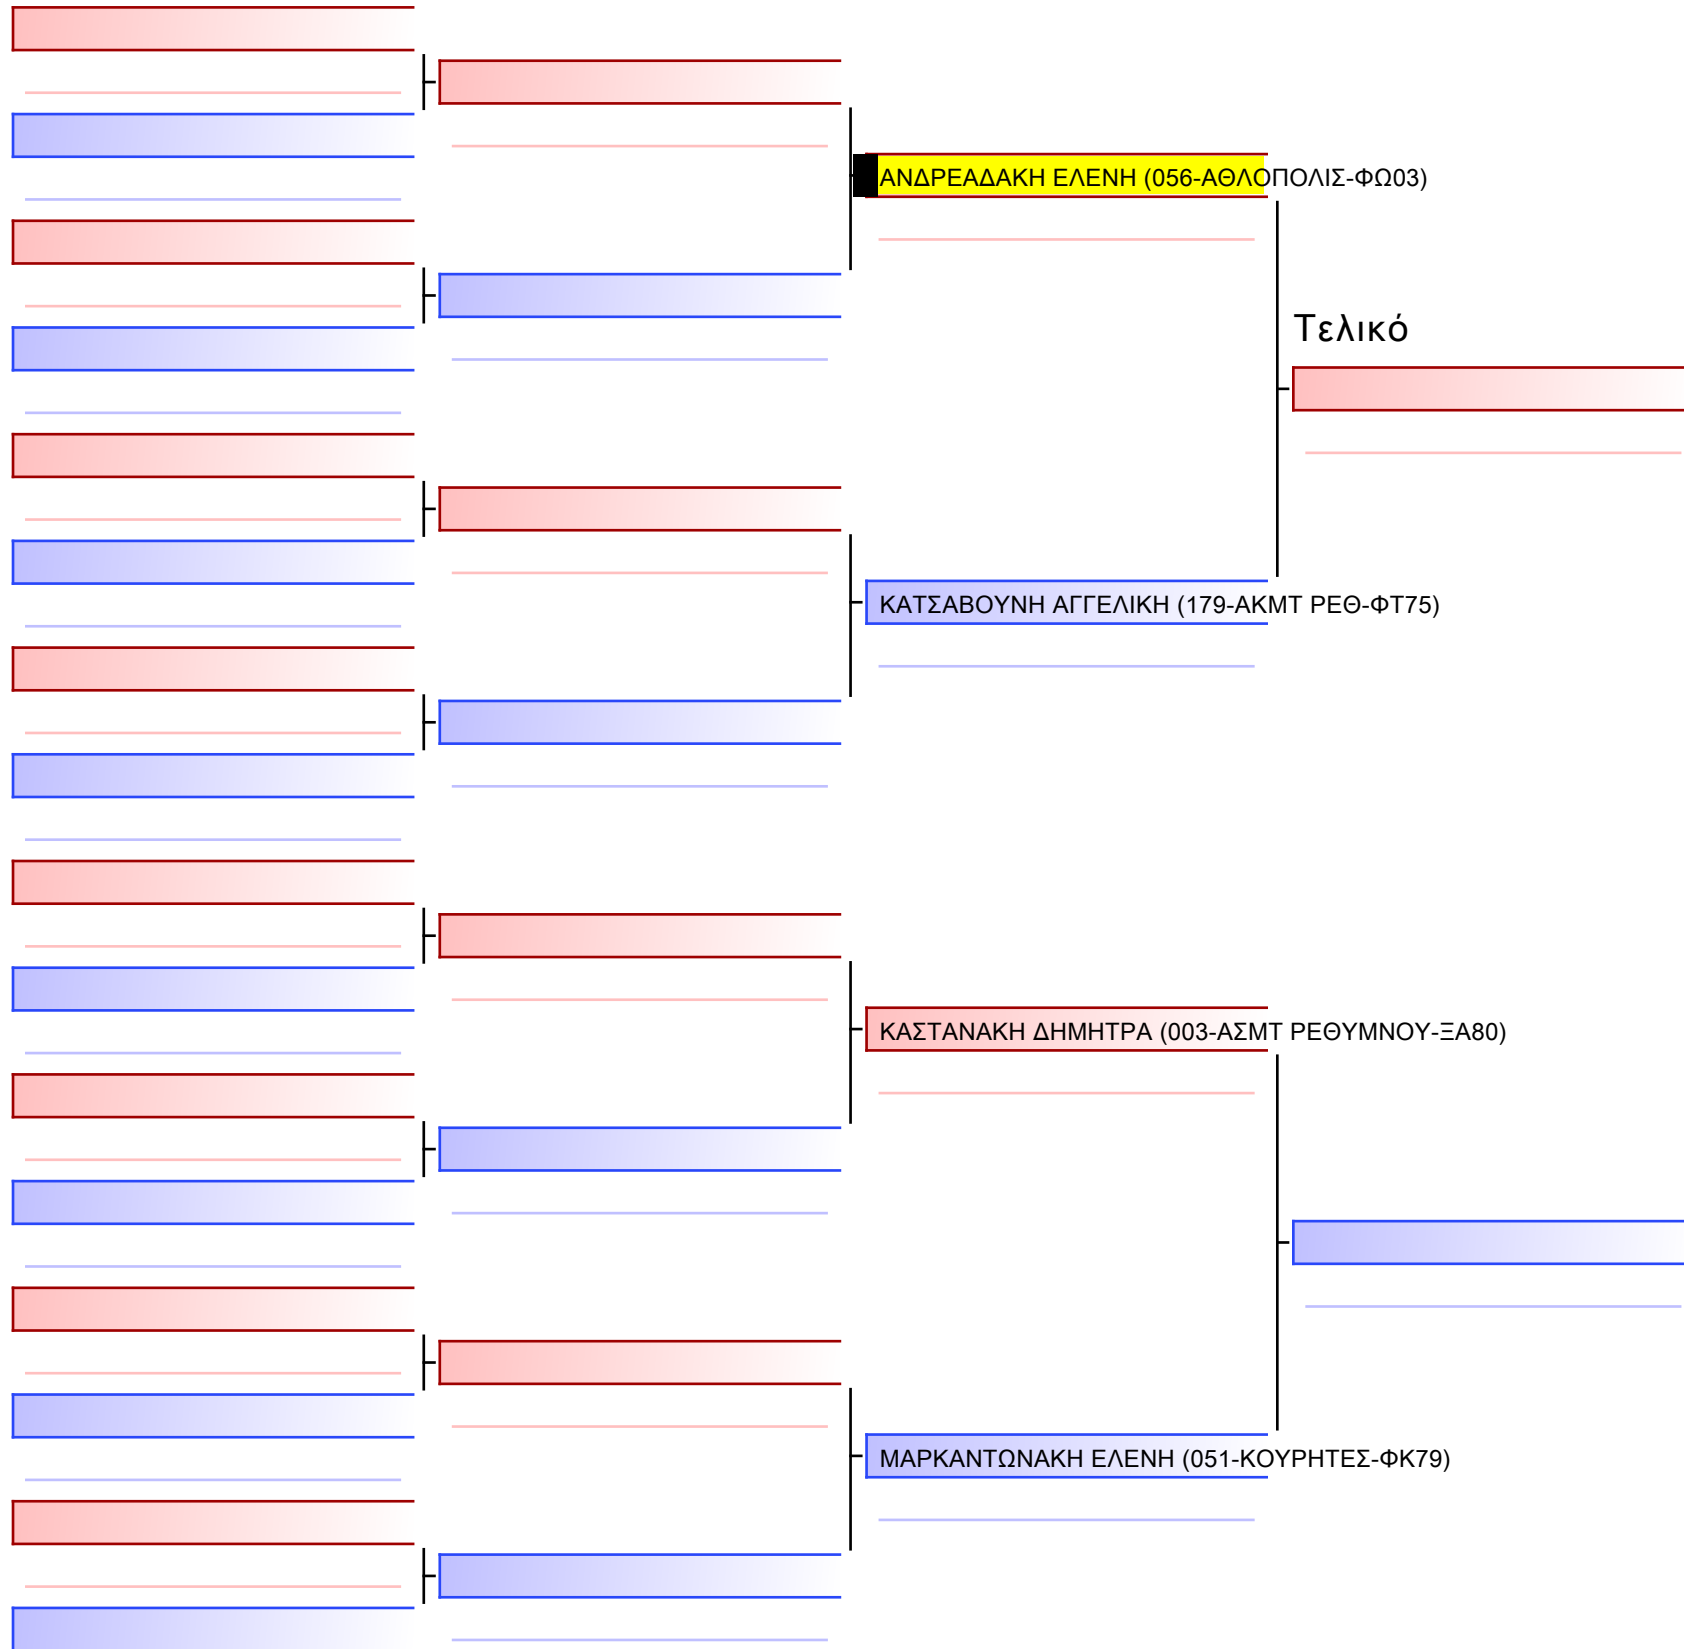 ΑΝΔΡΕΑΔΑΚΗ ΕΛΕΝΗ (056-ΑΘΛΟΠΟΛΙΣ-ΦΩ03)
Τελικό
ΚΑΤΣΑΒΟΥΝΗ ΑΓΓΕΛΙΚΗ (179-ΑΚΜΤ ΡΕΘ-ΦΤ75)
ΚΑΣΤΑΝΑΚΗ ΔΗΜΗΤΡΑ (003-ΑΣΜΤ ΡΕΘΥΜΝΟΥ-ΞΑ80)
ΜΑΡΚΑΝΤΩΝΑΚΗ ΕΛΕΝΗ (051-ΚΟΥΡΗΤΕΣ-ΦΚ79)